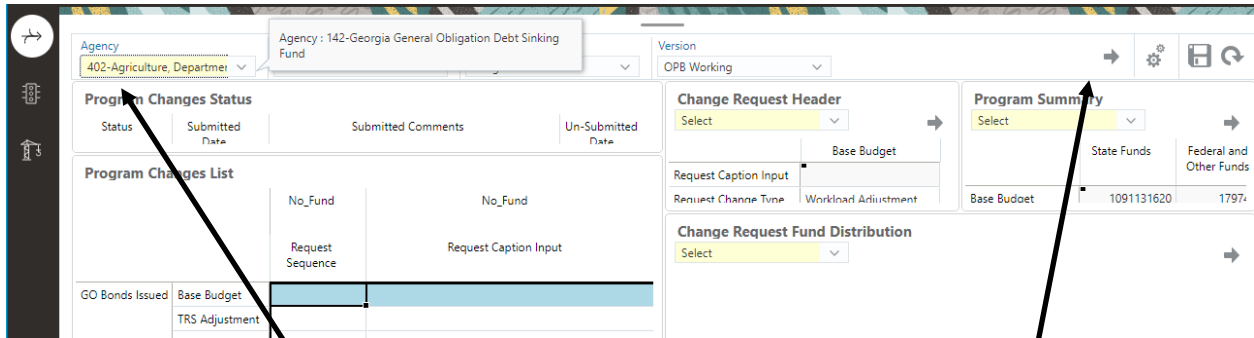 Agency
402-Agriculture, Departmer
Agency : 142-Georgia General Obligation Debt Sinking
Fund
Version
OPB Working
Program Changes Status
Status
Submitted
Date
Submitted Comments
Un-Submitted
Date
Change Request Header
Select
Base Budget
Request Caption Input
Request Change Type
Workload Adjustment
Program Summary
Select
State Funds
Federal and
Other Funds
Base Budget
1091131620
1797
Program Changes List
No_Fund
No_Fund
Request
Sequence
Request Caption Input
GO Bonds Issued
Base Budget
TRS Adjustment
Change Request Fund Distribution
Select